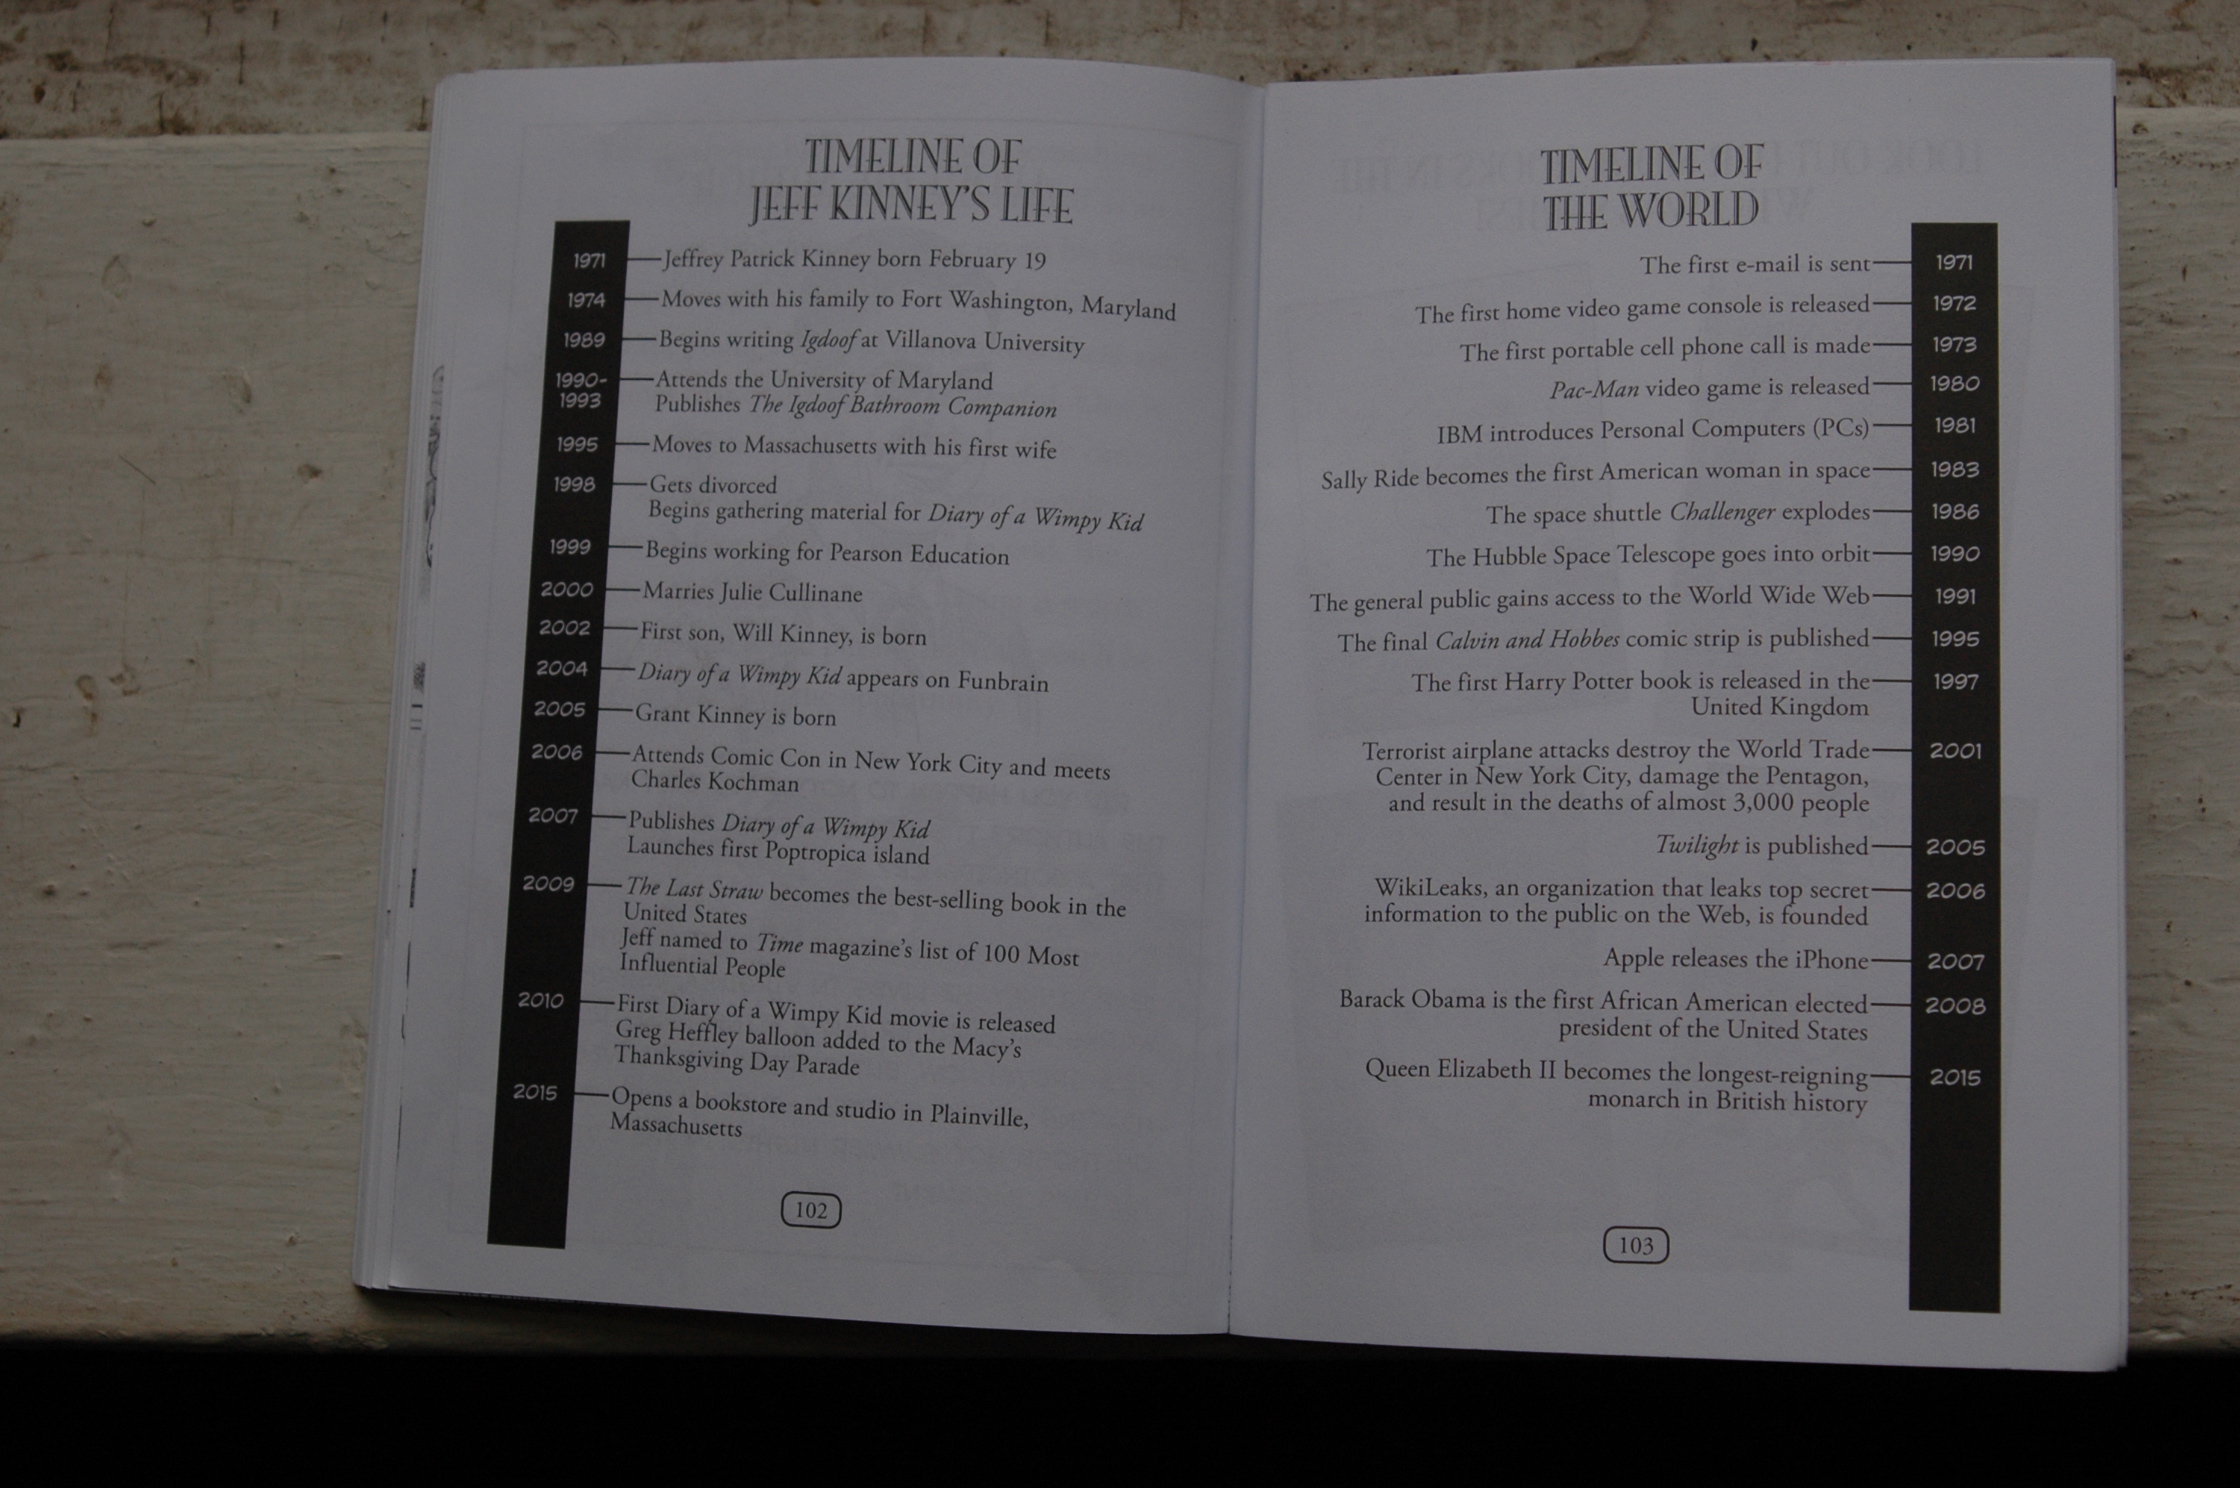 TIMELINE OF
JEFF KINNEY'S LIFE
1971 Jeffrey Patrick Kinney born February 19
1974 Moves with his family to Fort Washington, Maryland
1989 Begins writing Igdoof at Villanova University
1990- Attends the University of Maryland
1993 Publishes The Igdoof Bathroom Companion
1995 Moves to Massachusetts with his first wife
1998 Gets divorced
Begins gathering material for Diary of a Wimpy Kid
1999 Begins working for Pearson Education
2000 Marries Julie Cullinane
2002 First son, Will Kinney, is born
2004 Diary of a Wimpy Kid appears on Funbrain
2005 Grant Kinney is born
2006 Attends Comic Con in New York City and meets
Charles Kochman
2007 Publishes Diary of a Wimpy Kid
Launches first Poptropica island
2009 The Last Straw becomes the best-selling book in the
United States
Jeff named to Time magazine's list of 100 Most
Influential People
2010 First Diary of a Wimpy Kid movie is released
Greg Heffley balloon added to the Macy's
Thanksgiving Day Parade
2015 Opens a bookstore and studio in Plainville,
Massachusetts
102
TIMELINE OF
THE WORLD
The first e-mail is sent 1971
The first home video game console is released 1972
The first portable cell phone call is made 1973
Pac-Man video game is released 1980
IBM introduces Personal Computers (PCs) 1981
Sally Ride becomes the first American woman in space 1983
The space shuttle Challenger explodes 1986
The Hubble Space Telescope goes into orbit 1990
The general public gains access to the World Wide Web 1991
The final Calvin and Hobbes comic strip is published 1995
The first Harry Potter book is released in the 1997
United Kingdom
Terrorist airplane attacks destroy the World Trade 2001
Center in New York City, damage the Pentagon,
and result in the deaths of almost 3,000 people
Twilight is published 2005
WikiLeaks, an organization that leaks top secret 2006
information to the public on the Web, is founded
Apple releases the iPhone 2007
Barack Obama is the first African American elected 2008
president of the United States
Queen Elizabeth II becomes the longest-reigning 2015
monarch in British history
103